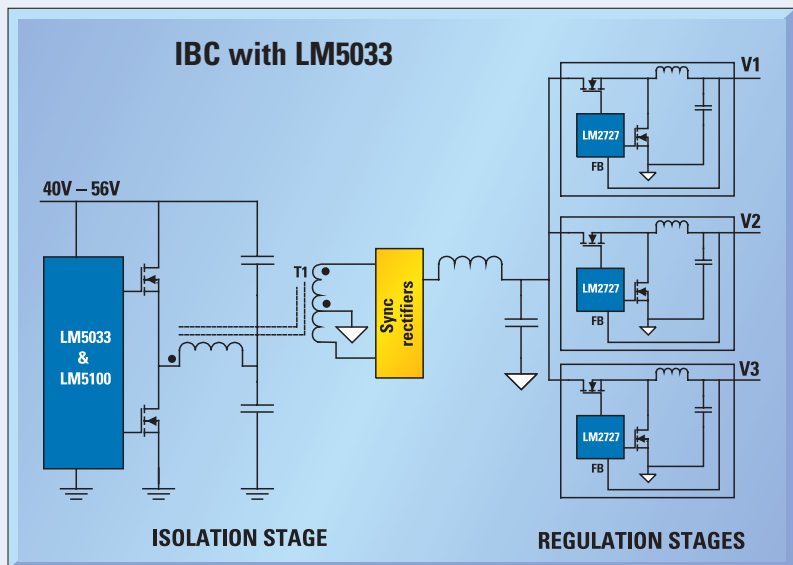 IBC with LM5033
40V – 56V
LM5033
&
LM5100
T1
Sync
rectifiers
V1
LM2727
FB
V2
LM2727
FB
V3
LM2727
FB
ISOLATION STAGE
REGULATION STAGES